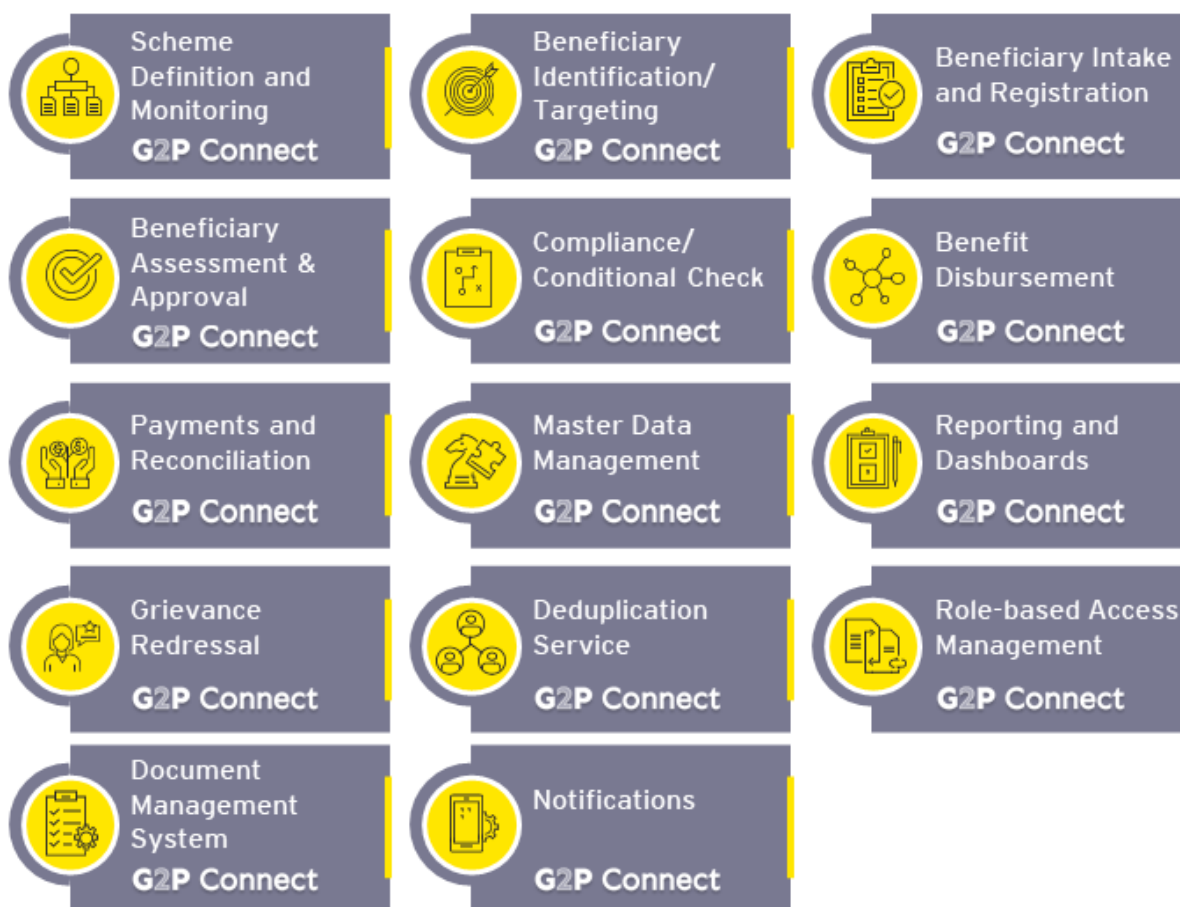 Scheme
Definition and
Monitoring
G2P Connect
Beneficiary
Identification/
Targeting
G2P Connect
Beneficiary Intake
and Registration
G2P Connect
Beneficiary
Assessment &
Approval
G2P Connect
Compliance/
Conditional Check
G2P Connect
Benefit
Disbursement
G2P Connect
Payments and
Reconciliation
G2P Connect
Master Data
Management
G2P Connect
Reporting and
Dashboards
G2P Connect
Grievance
Redressal
G2P Connect
Deduplication
Service
G2P Connect
Role-based Access
Management
G2P Connect
Document
Management
System
G2P Connect
Notifications
G2P Connect